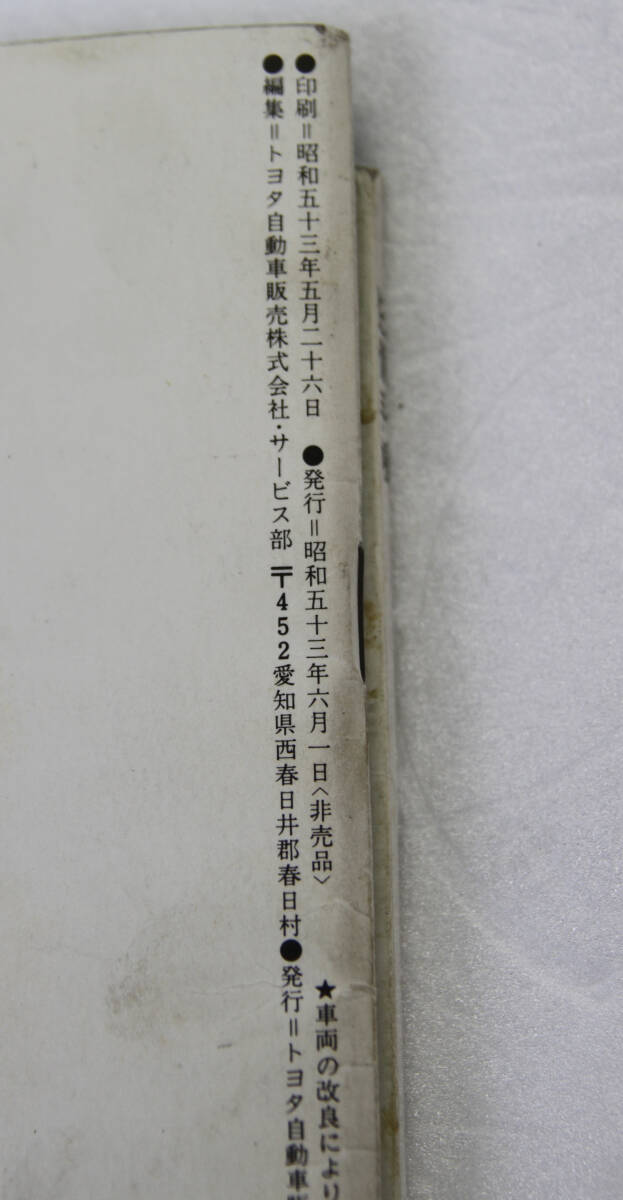 ●印刷＝昭和五十三年五月二十六日　●発行＝昭和五十三年六月一日〈非売品〉　★車両の改良により
●編集＝トヨタ自動車販売株式会社・サービス部　〒452愛知県西春日井郡春日村●発行＝トヨタ自動車販